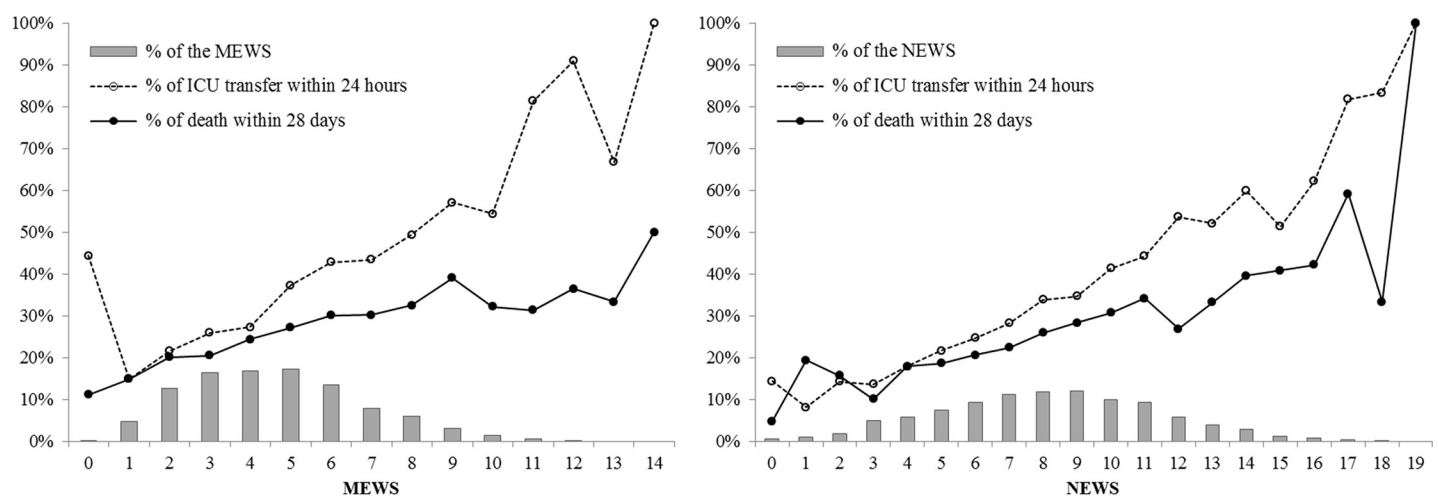 100%
90%
80%
70%
60%
50%
40%
30%
20%
10%
0%
% of the MEWS
% of ICU transfer within 24 hours
% of death within 28 days
0 1 2 3 4 5 6 7 8 9 10 11 12 13 14
MEWS
100%
90%
80%
70%
60%
50%
40%
30%
20%
10%
0%
% of the NEWS
% of ICU transfer within 24 hours
% of death within 28 days
0 1 2 3 4 5 6 7 8 9 10 11 12 13 14 15 16 17 18 19
NEWS